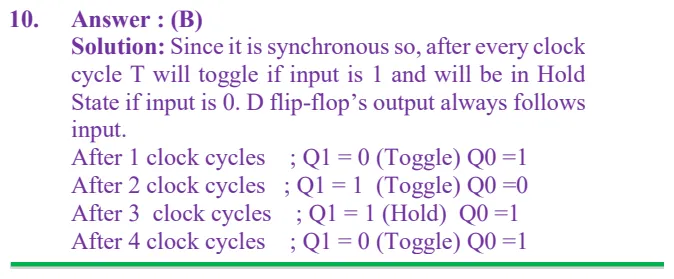 10. Answer : (B)
Solution: Since it is synchronous so, after every clock
cycle T will toggle if input is 1 and will be in Hold
State if input is 0. D flip-flop’s output always follows
input.
After 1 clock cycles ; Q1 = 0 (Toggle) Q0 =1
After 2 clock cycles ; Q1 = 1 (Toggle) Q0 =0
After 3 clock cycles ; Q1 = 1 (Hold) Q0 =1
After 4 clock cycles ; Q1 = 0 (Toggle) Q0 =1